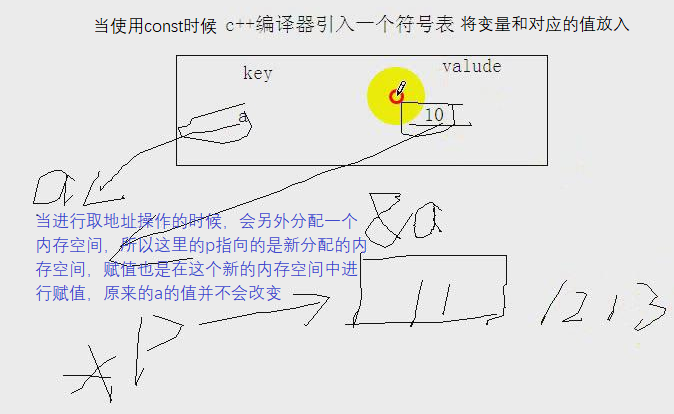 当使用const时候 c++编译器引入一个符号表 将变量和对应的值放入
key valude
a 10
a
当进行取地址操作的时候，会另外分配一个
&a
内存空间，所以这里的p指向的是新分配的内
存空间，赋值也是在这个新的内存空间中进
行赋值，原来的a的值并不会改变
11 12 13
*p